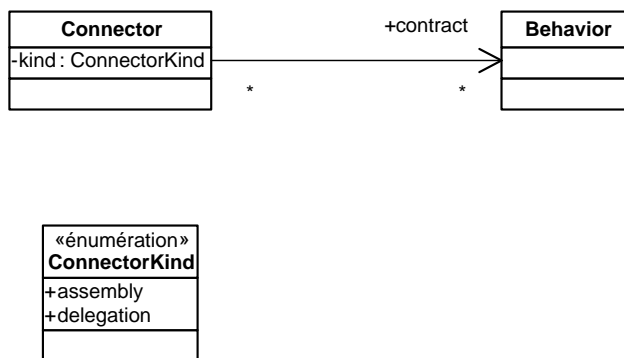 Connector
-kind : ConnectorKind
+contract
*
*
Behavior
«énumération»
ConnectorKind
+assembly
+delegation